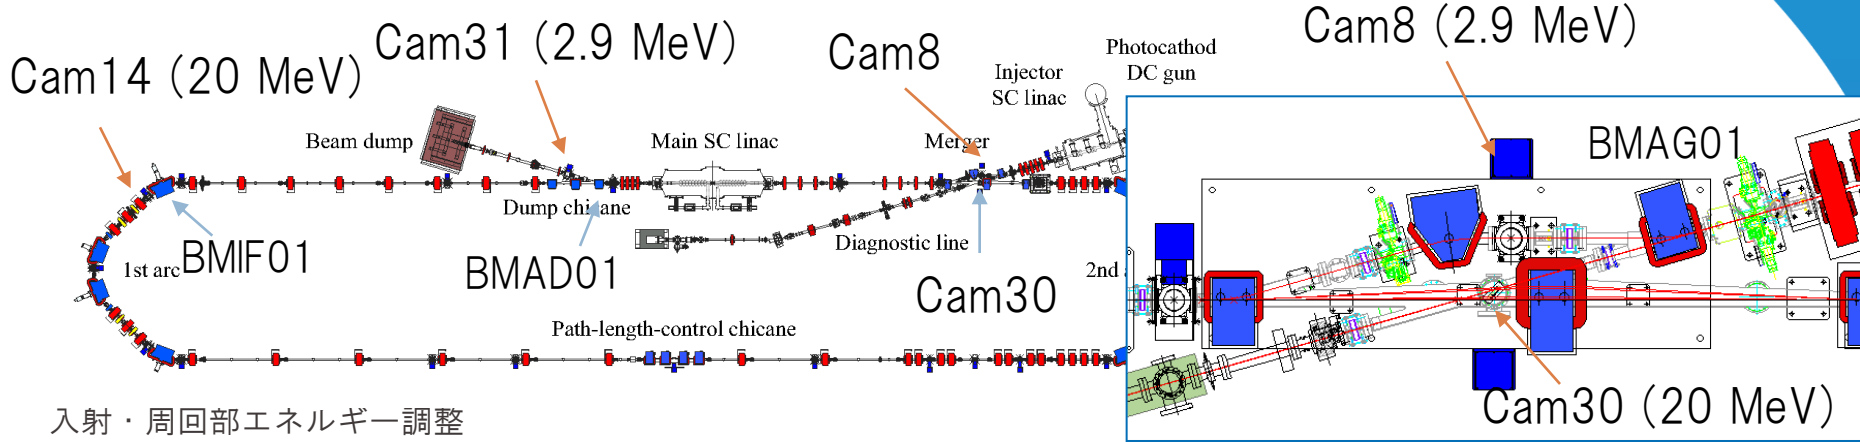 Cam14 (20 MeV)
Cam31 (2.9 MeV)
Cam8
Cam8 (2.9 MeV)
Photocathod
DC gun
Injector
SC linac
Beam dump
Main SC linac
Merger
BMAG01
Dump chicane
Diagnostic line
1st arc
BMIF01
BMAD01
Cam30
2nd
Path-length-control chicane
Cam30 (20 MeV)
入射・周回部エネルギー調整